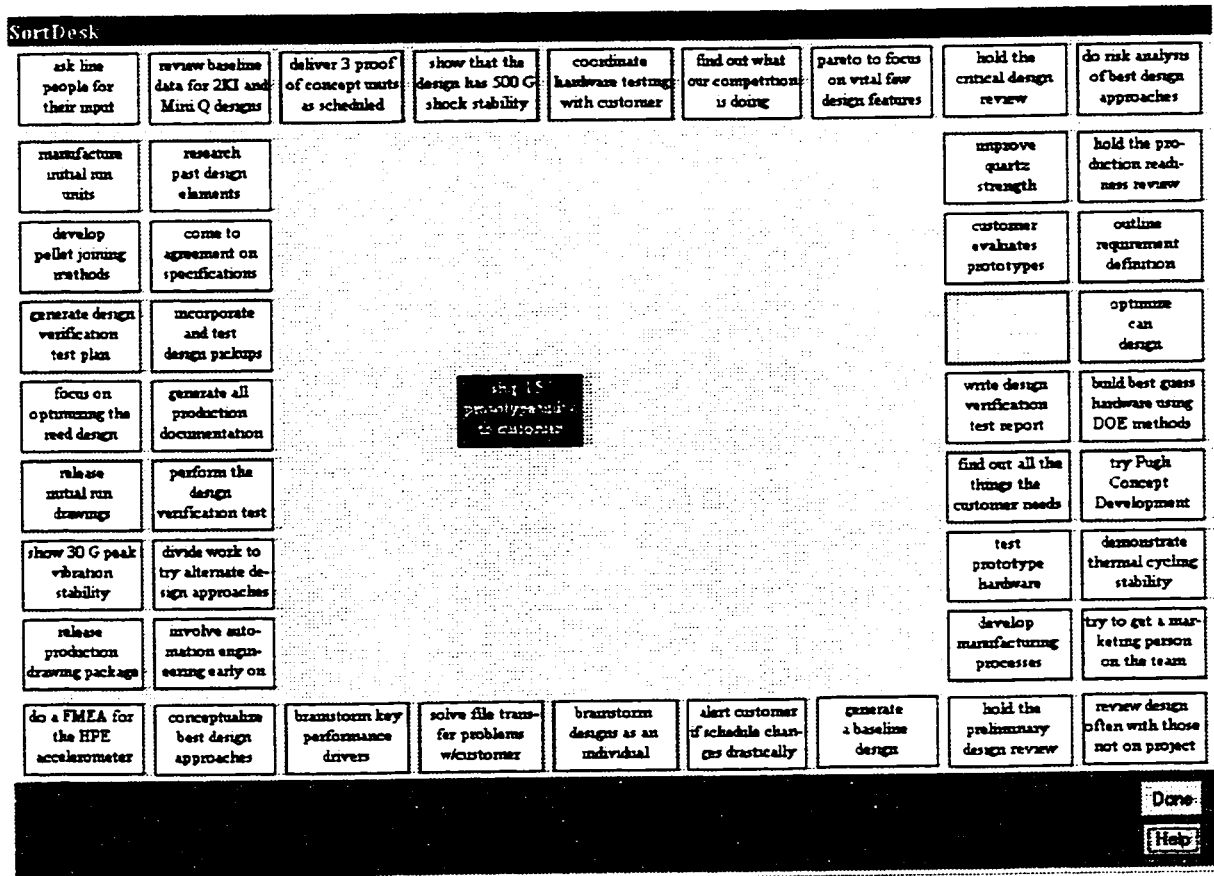 SortDesk
ask line
people for
their input
review baseline
data for 2KI and
Mini Q designs
deliver 3 proof
of concept units
as scheduled
show that the
design has 500 G
shock stability
coordinate
hardware testing
with customer
find out what
our competition
is doing
pareto to focus
on vital few
design features
hold the
critical design
review
do risk analysis
of best design
approaches
manufacture
initial run
units
research
past design
elements
improve
quartz
strength
hold the pro-
duction readi-
ness review
develop
pellet joining
methods
come to
agreement on
specifications
customer
evaluates
prototypes
outline
requirement
definition
generate design
verification
test plan
incorporate
and test
design pickups
optimize
can
design
focus on
optimizing the
reed design
generate all
production
documentation
ship 15
prototype
to customer
write design
verification
test report
build best guess
hardware using
DOE methods
release
initial run
drawings
perform the
design
verification test
find out all the
things the
customer needs
try Pugh
Concept
Development
show 30 G peak
vibration
stability
divide work to
try alternate de-
sign approaches
test
prototype
hardware
demonstrate
thermal cycling
stability
release
production
drawing package
involve auto-
mation engin-
eering early on
develop
manufacturing
processes
try to get a mar-
keting person
on the team
do a FMEA for
the HPE
accelerometer
conceptualize
best design
approaches
brainstorm key
performance
drivers
solve file trans-
fer problems
w/customer
brainstorm
designs as an
individual
alert customer
if schedule chan-
ges drastically
generate
a baseline
design
hold the
preliminary
design review
review design
often with those
not on project
Done
Help